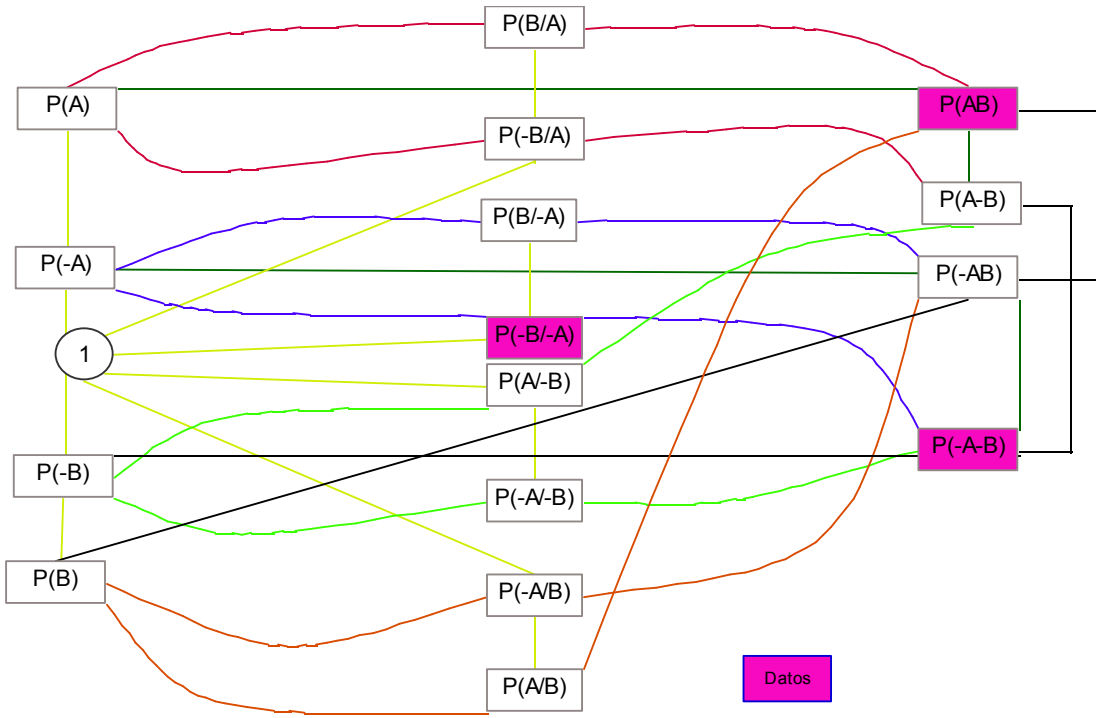 P(B/A)
P(A)
P(AB)
P(-B/A)
P(A-B)
P(B/-A)
P(-A)
P(-AB)
P(-B/-A)
1
P(A/-B)
P(-A-B)
P(-B)
P(-A/-B)
P(B)
P(-A/B)
P(A/B)
Datos